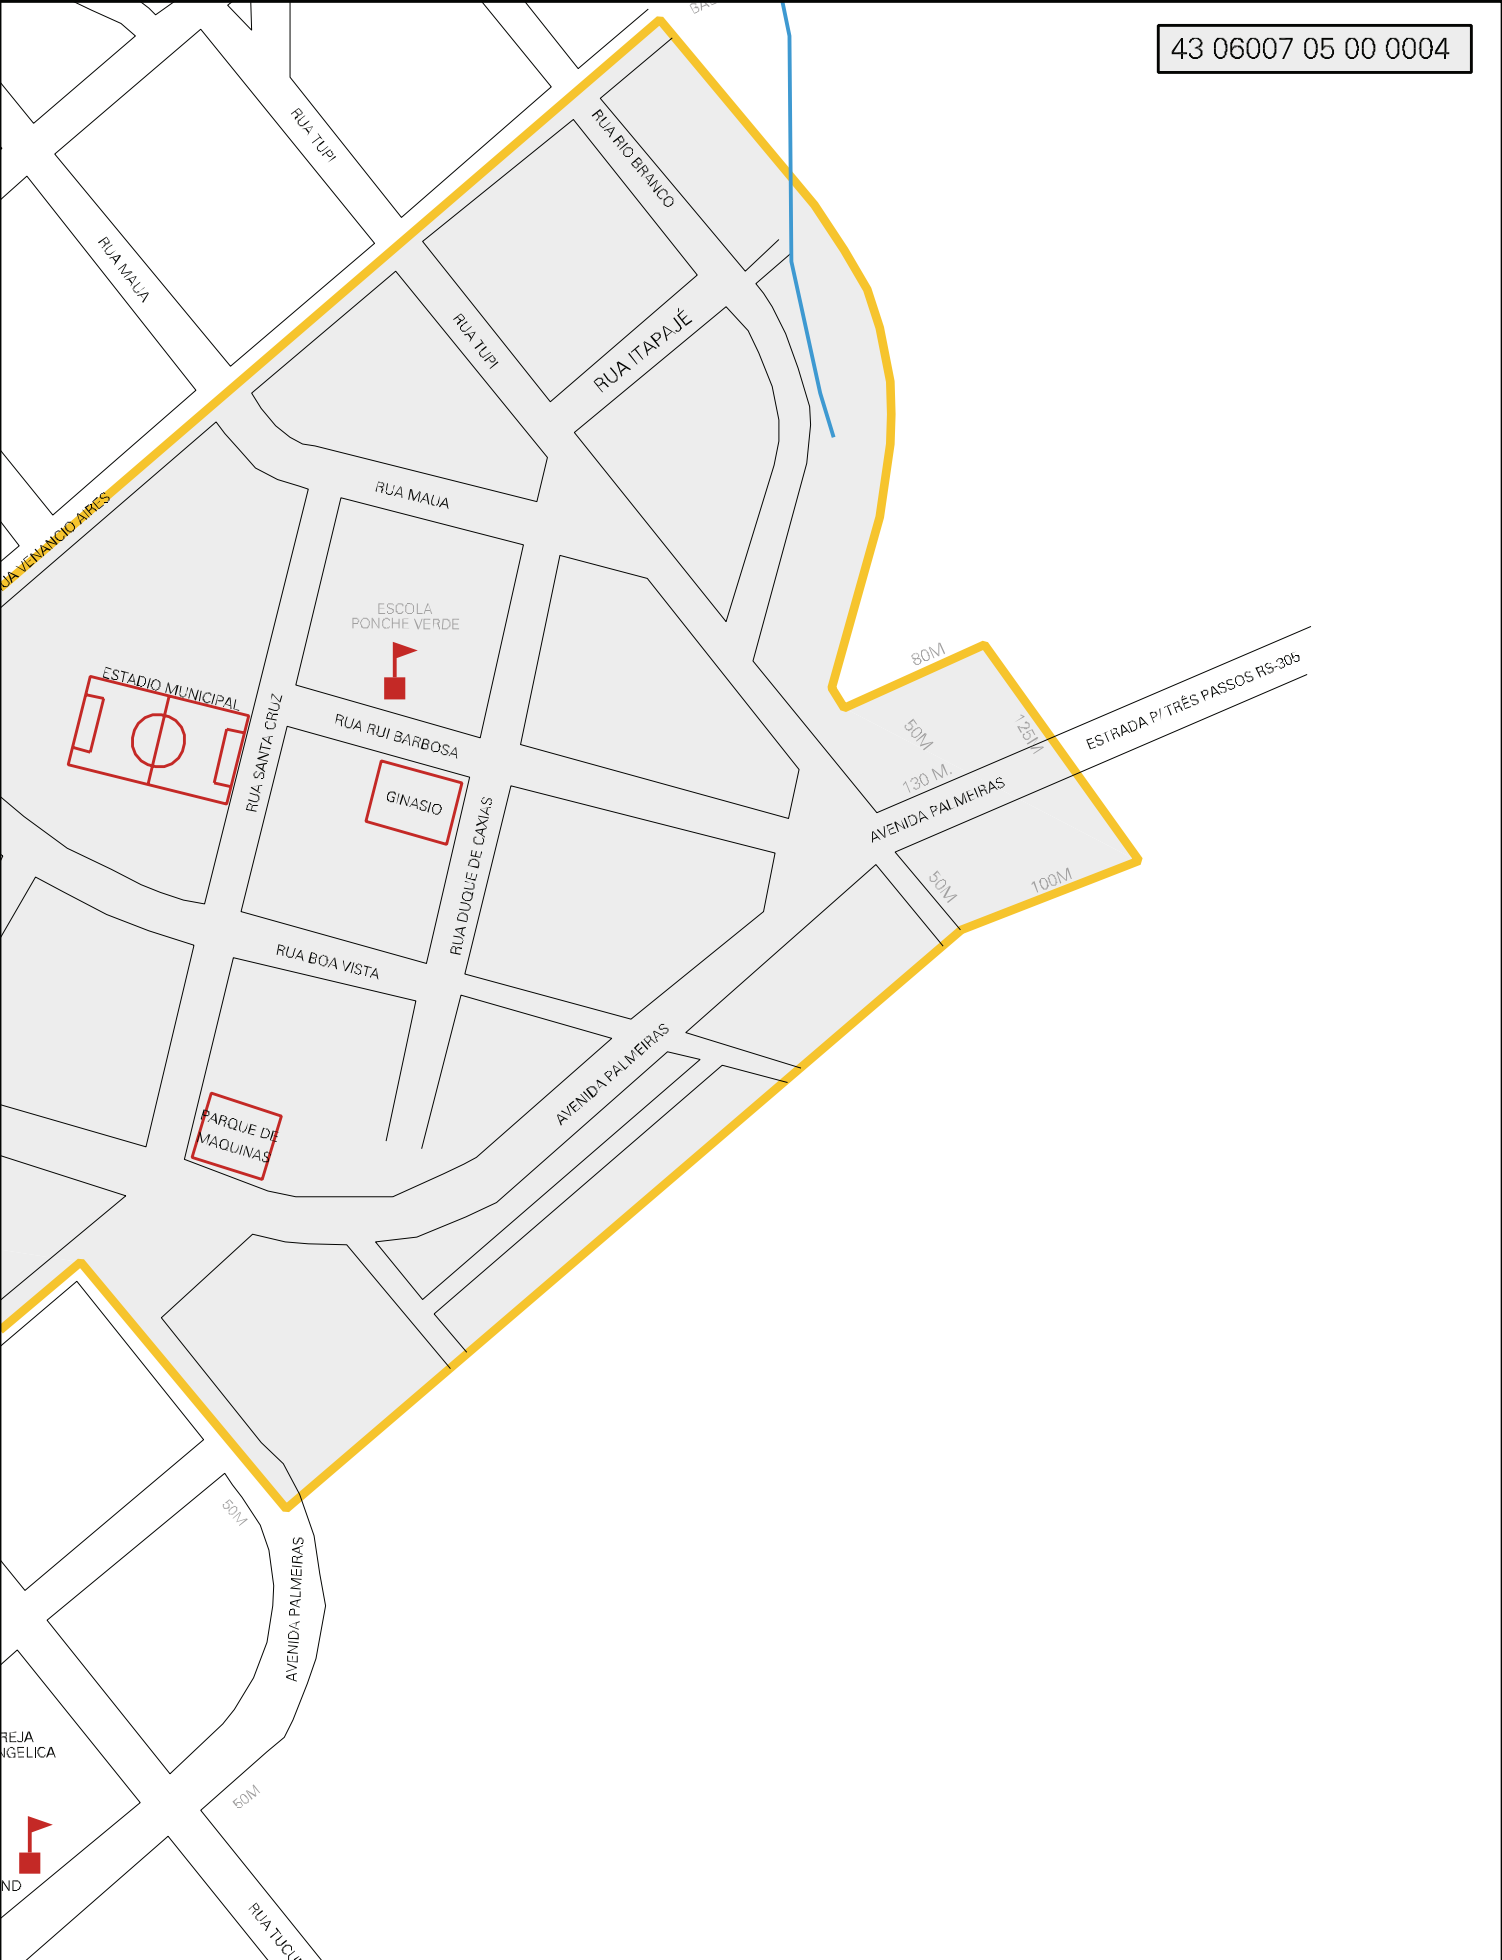 43 06007 05 00 0004
RUA TUPI
RUA RIO BRANCO
RUA MAUA
RUA TUPI
RUA ITAPAJÉ
RUA MAUA
RUA VENANCIO AIRES
ESCOLA
PONCHE VERDE
80M
ESTADIO MUNICIPAL
ESTRADA P/ TRÊS PASSOS RS-305
125M
50M
RUA SANTA CRUZ
RUA RUI BARBOSA
130 M.
GINASIO
AVENIDA PALMEIRAS
RUA DUQUE DE CAXIAS
50M
100M
RUA BOA VISTA
AVENIDA PALMEIRAS
PARQUE DE
MAQUINAS
50M
AVENIDA PALMEIRAS
REJA
NGELICA
50M
ND
RUA